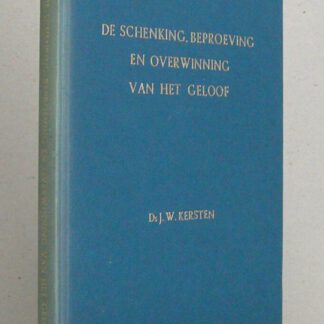 DE SCHENKING, BEPROEVING
EN OVERWINNING
VAN HET GELOOF
Ds J. W. KERSTEN